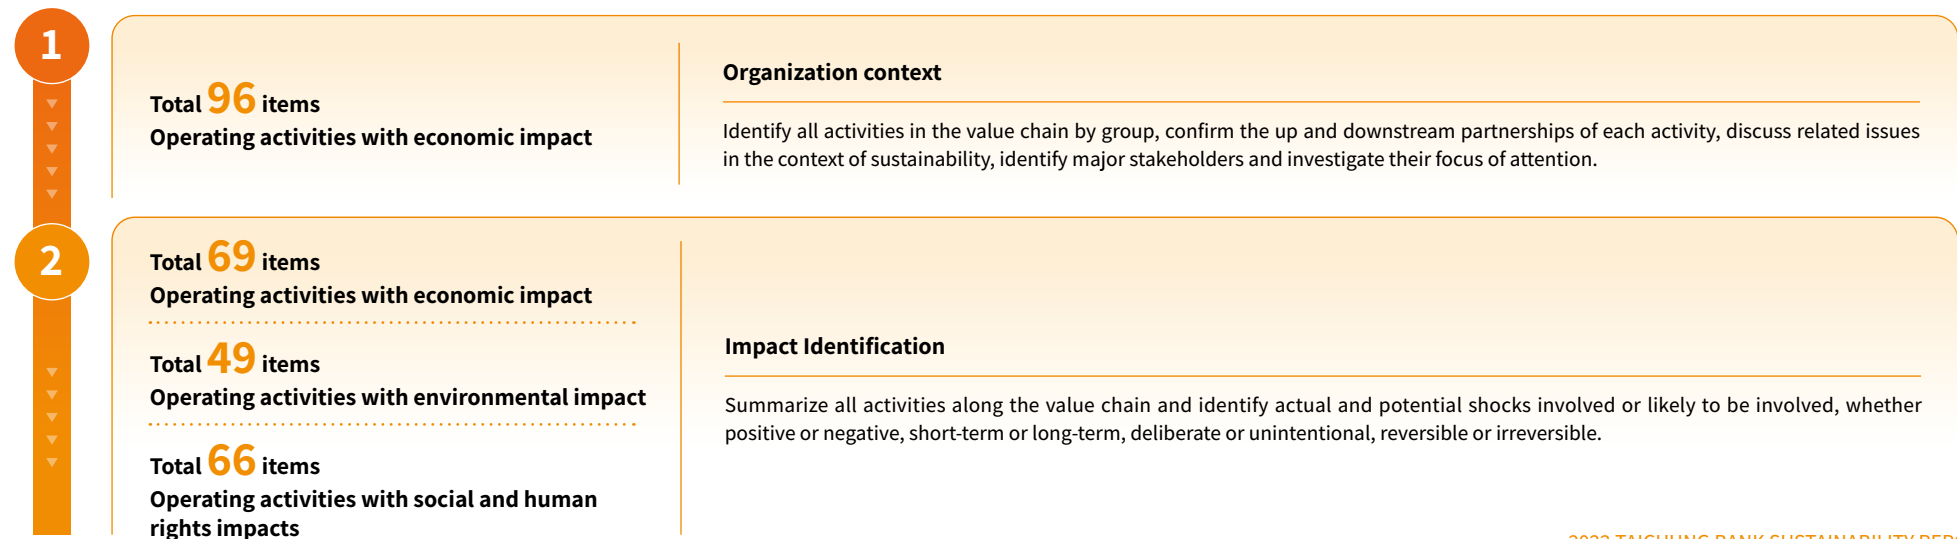 1
Total 96 items
Operating activities with economic impact
Organization context
Identify all activities in the value chain by group, confirm the up and downstream partnerships of each activity, discuss related issues
in the context of sustainability, identify major stakeholders and investigate their focus of attention.
2
Total 69 items
Operating activities with economic impact
Total 49 items
Operating activities with environmental impact
Total 66 items
Operating activities with social and human
rights impacts
Impact Identification
Summarize all activities along the value chain and identify actual and potential shocks involved or likely to be involved, whether
positive or negative, short-term or long-term, deliberate or unintentional, reversible or irreversible.
TAICHUNG BANK SUSTAINABILITY